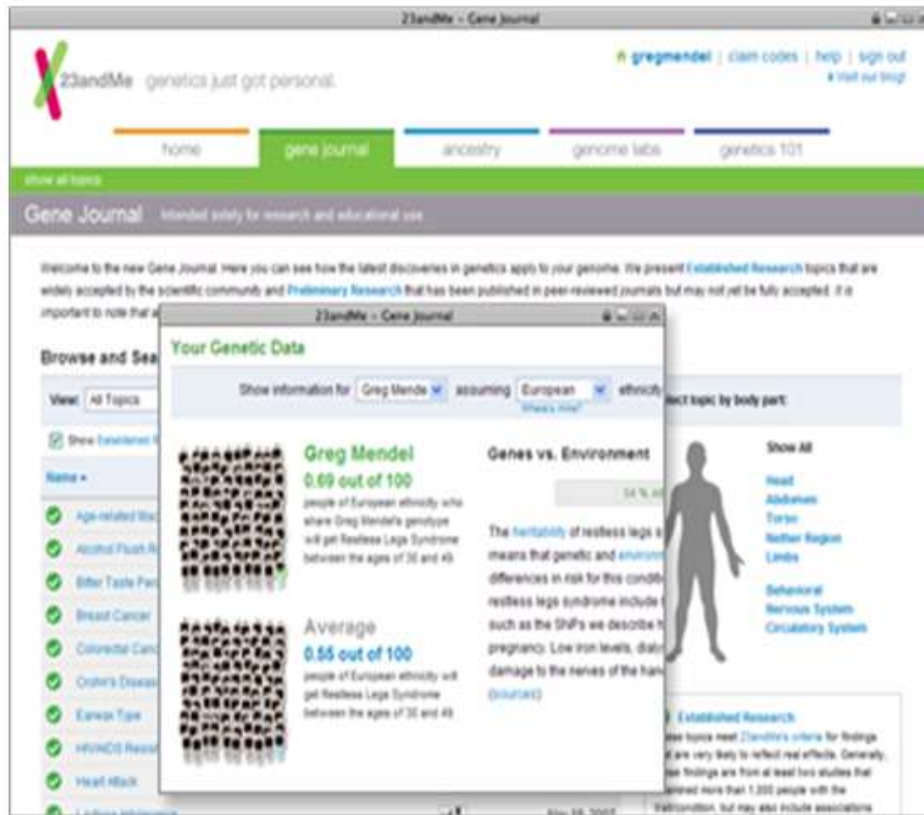 23andMe - Gene Journal
23andMe genetics just got personal.
gregmendel | claim codes | help | sign out
Visit our blog!
home gene journal ancestry genome labs genetics 101
show all topics
Gene Journal Intended solely for research and educational use
Welcome to the new Gene Journal. Here you can see how the latest discoveries in genetics apply to your genome. We present Established Research topics that are
widely accepted by the scientific community and Preliminary Research that has been published in peer-reviewed journals but may not yet be fully accepted. It is
important to note that
Browse and
View: All Topics
Show Established
Name
Age-related
Alcohol Flush
Bitter Taste
Breast Cancer
Colorectal
Crohn's Disease
Earwax Type
HIV/AIDS
Heart Attack
23andMe - Gene Journal
Your Genetic Data
Show information for Greg Mende assuming European ethnicity
Where's mine?
Greg Mendel
0.69 out of 100
people of European ethnicity who
share Greg Mendel's genotype
will get Restless Legs Syndrome
between the ages of 30 and 49.
Average
0.55 out of 100
people of European ethnicity will
get Restless Legs Syndrome
between the ages of 30 and 49.
Genes vs. Environment
54 %
The heritability of restless legs
means that genetic and
differences in risk for this
restless legs syndrome include
such as the SNPs we describe
pregnancy. Low iron levels,
damage to the nerves of the
(sources)
topic by body part:
Show All
Head
Abdomen
Torso
Nether Region
Limbs
Behavioral
Nervous System
Circulatory System
Established Research
topics meet 23andMe's criteria for findings
are very likely to reflect real effects. Generally,
findings are from at least two studies that
more than 1,000 people with the
but may also include associations